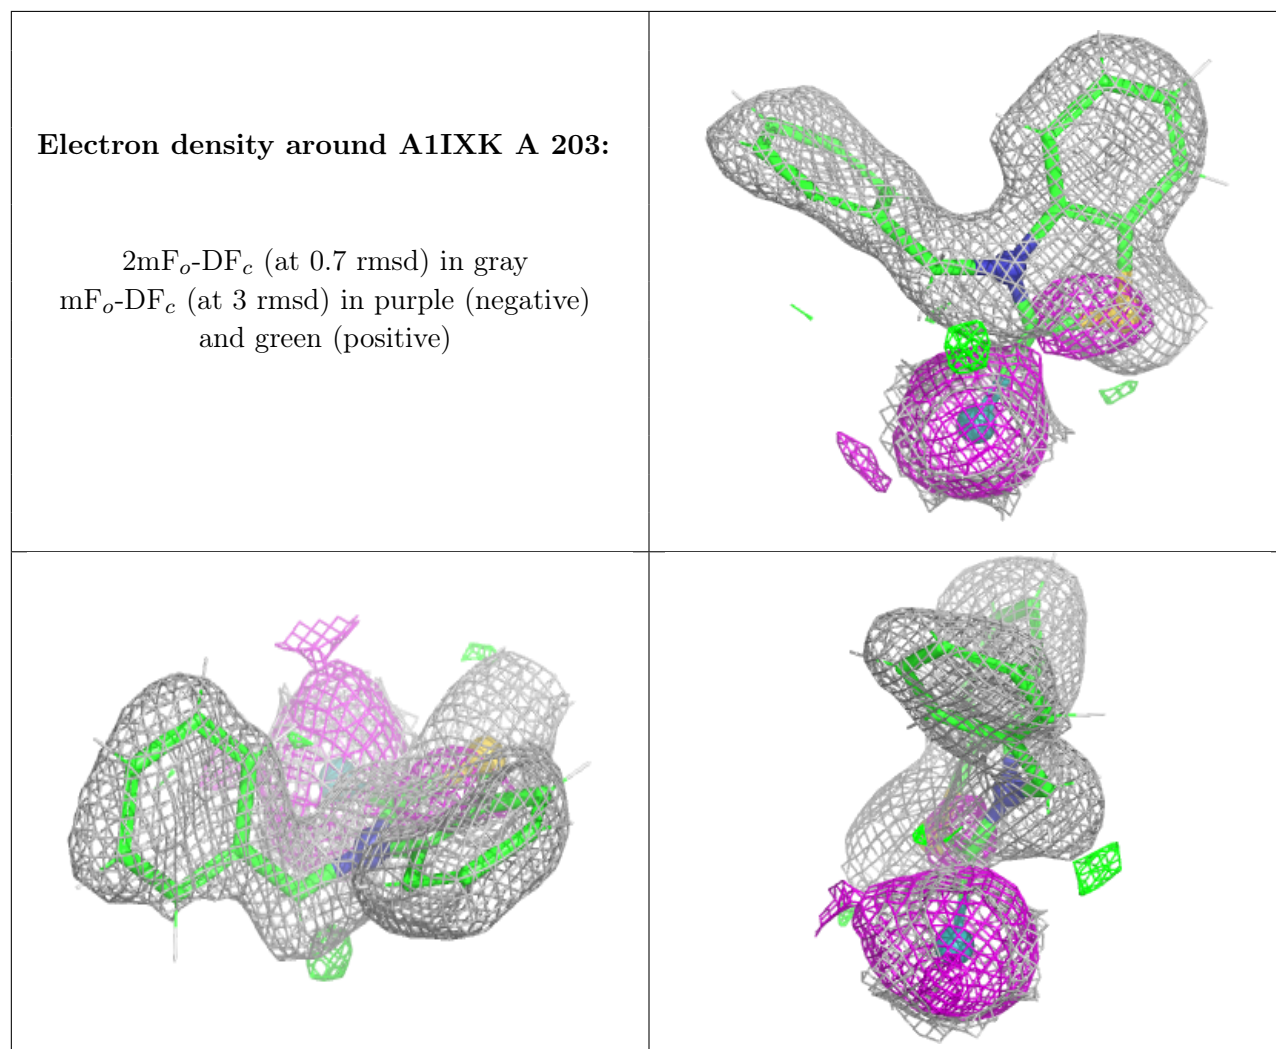 Electron density around A1IXK A 203:
2mFo-DFc (at 0.7 rmsd) in gray
mFo-DFc (at 3 rmsd) in purple (negative)
and green (positive)